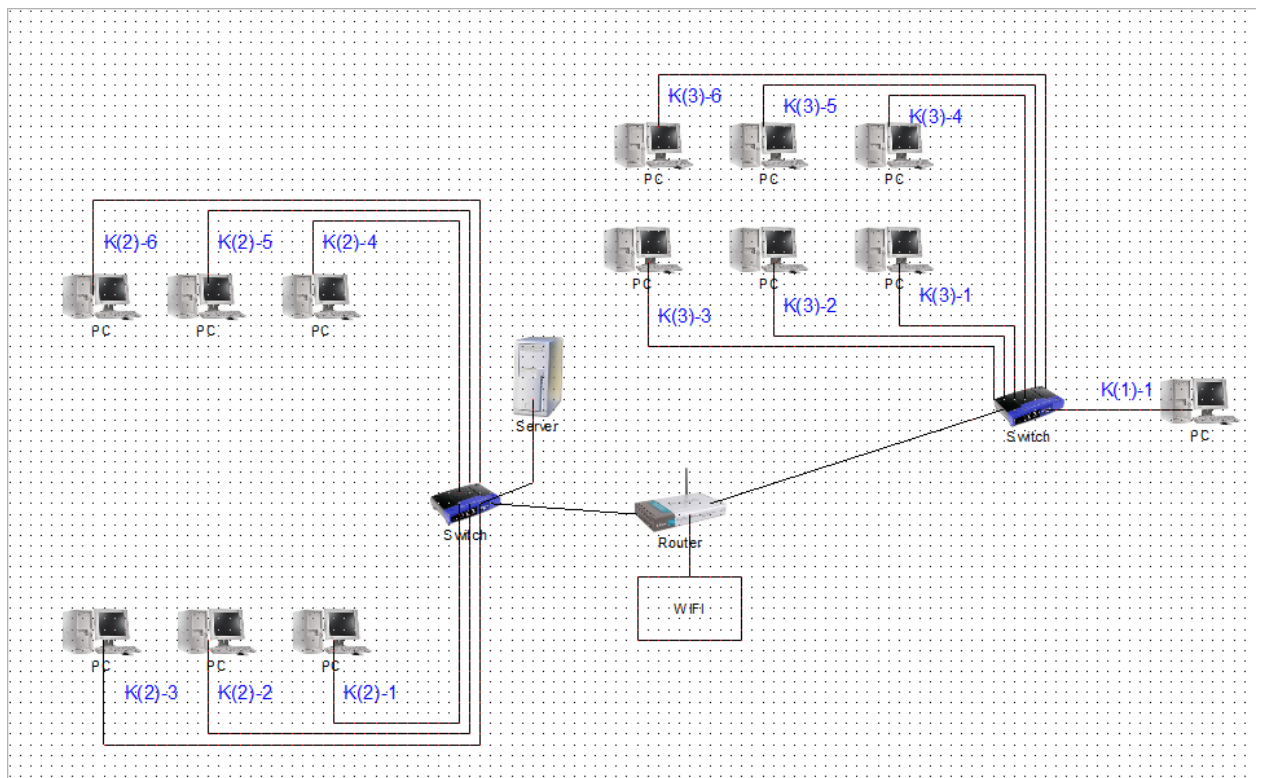 K(3)-6
K(3)-5
K(3)-4
PC
PC
PC
K(2)-6
K(2)-5
K(2)-4
PC
PC
PC
K(3)-3
K(3)-2
K(3)-1
PC
PC
PC
Server
K(1)-1
Switch
PC
Switch
Router
WIFI
PC
PC
PC
K(2)-3
K(2)-2
K(2)-1